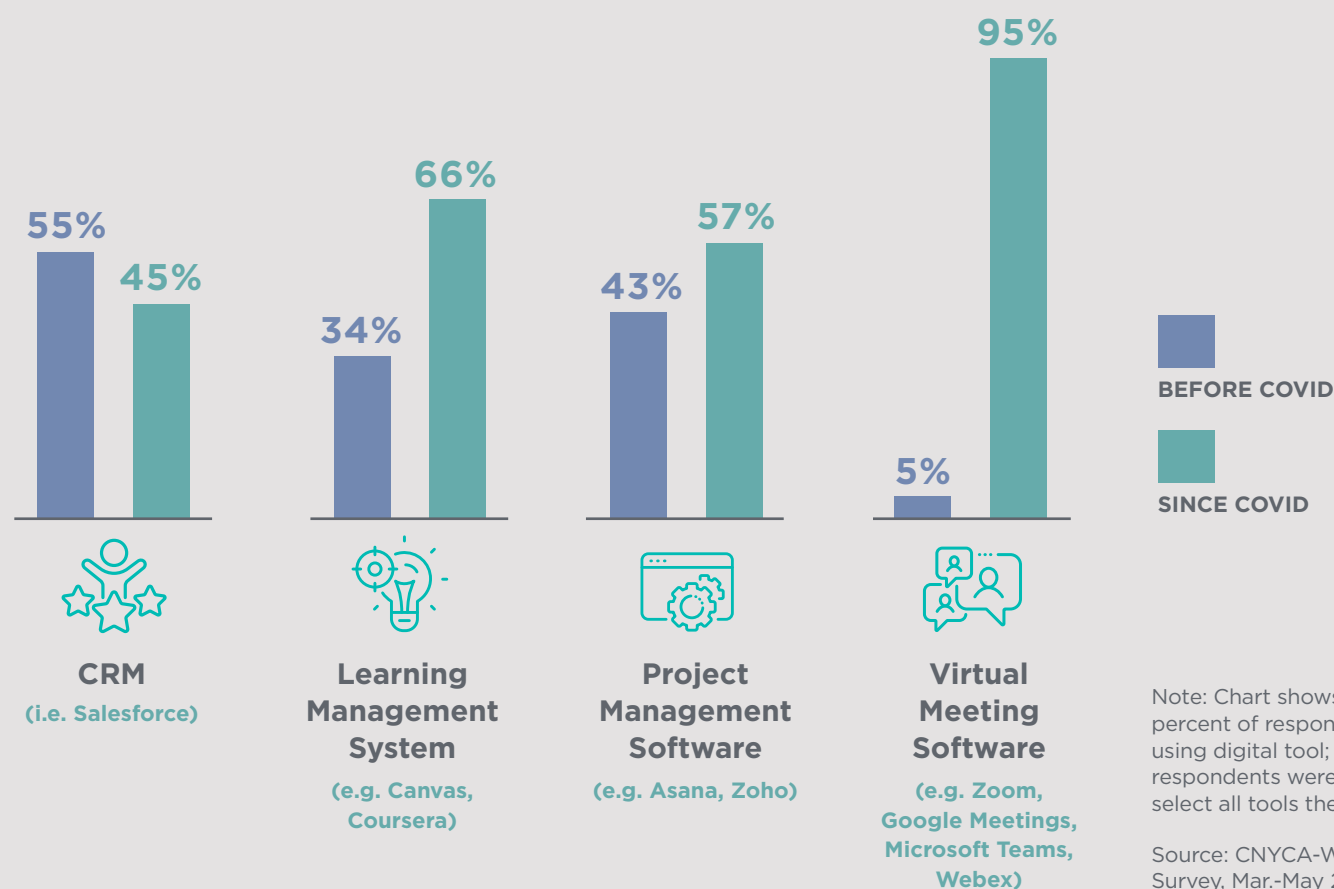 95%
66%
55%
57%
45%
43%
34%
5%
BEFORE COVID
SINCE COVID
CRM
(i.e. Salesforce)
Learning
Management
System
(e.g. Canvas,
Coursera)
Project
Management
Software
(e.g. Asana, Zoho)
Virtual
Meeting
Software
(e.g. Zoom,
Google Meetings,
Microsoft Teams,
Webex)
Note: Chart shows
percent of respon
using digital tool;
respondents were
select all tools the
Source: CNYCA-W
Survey, Mar.-May